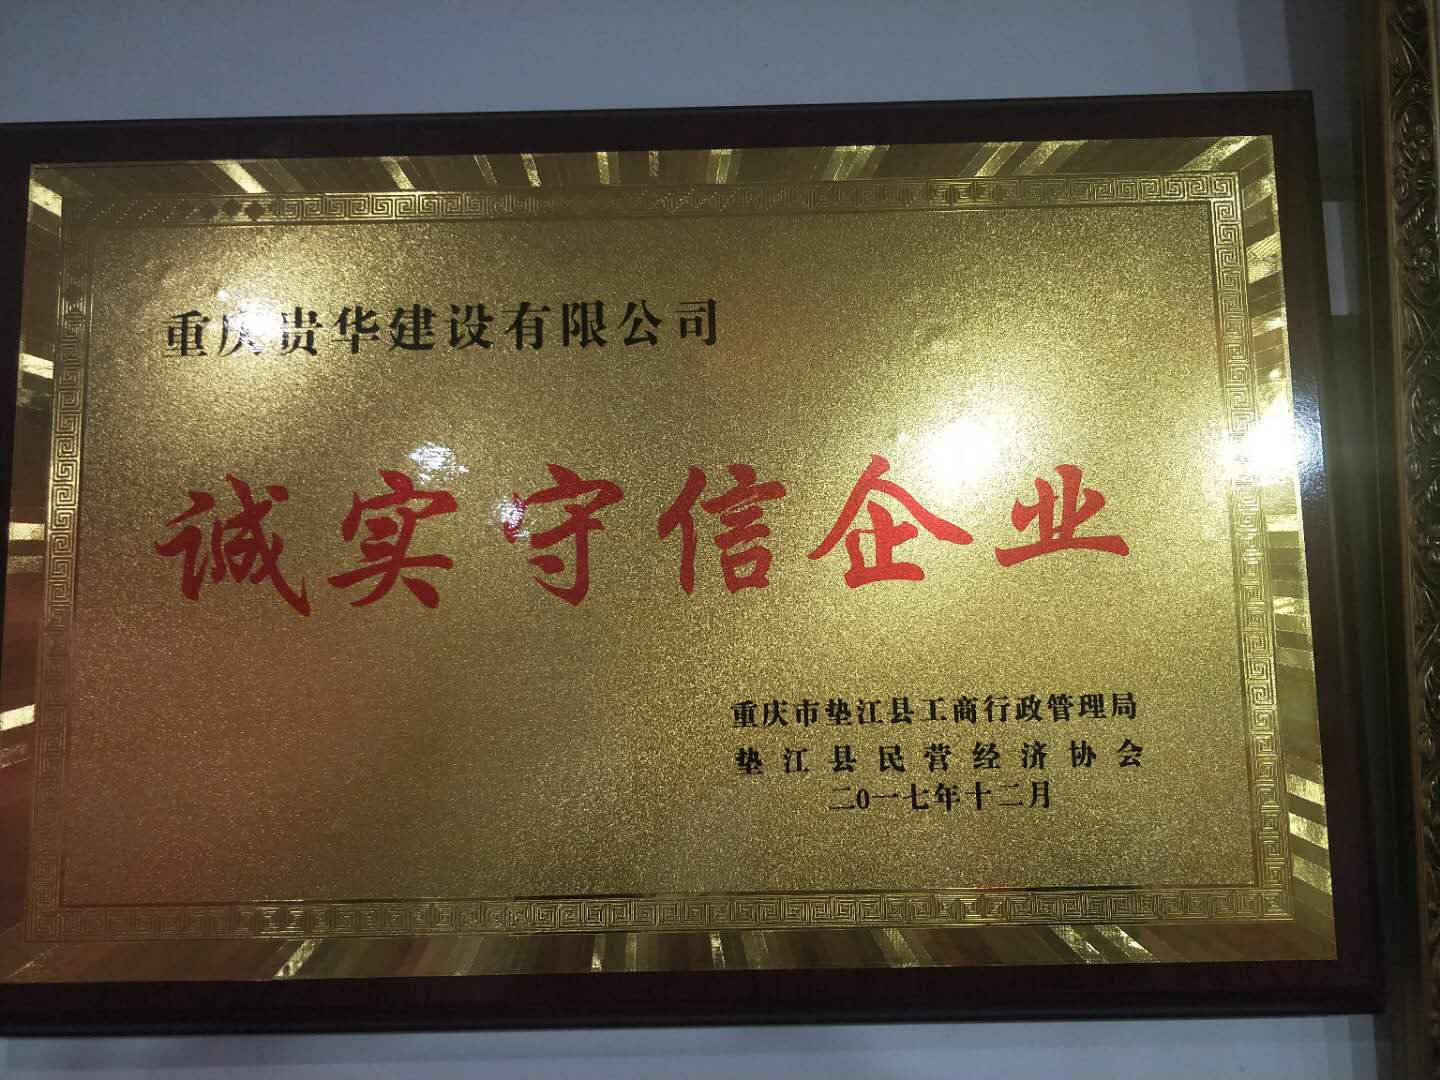 重庆贵华建设有限公司
诚实守信企业
重庆市垫江县工商行政管理局
垫江县民营经济协会
二0一七年十二月